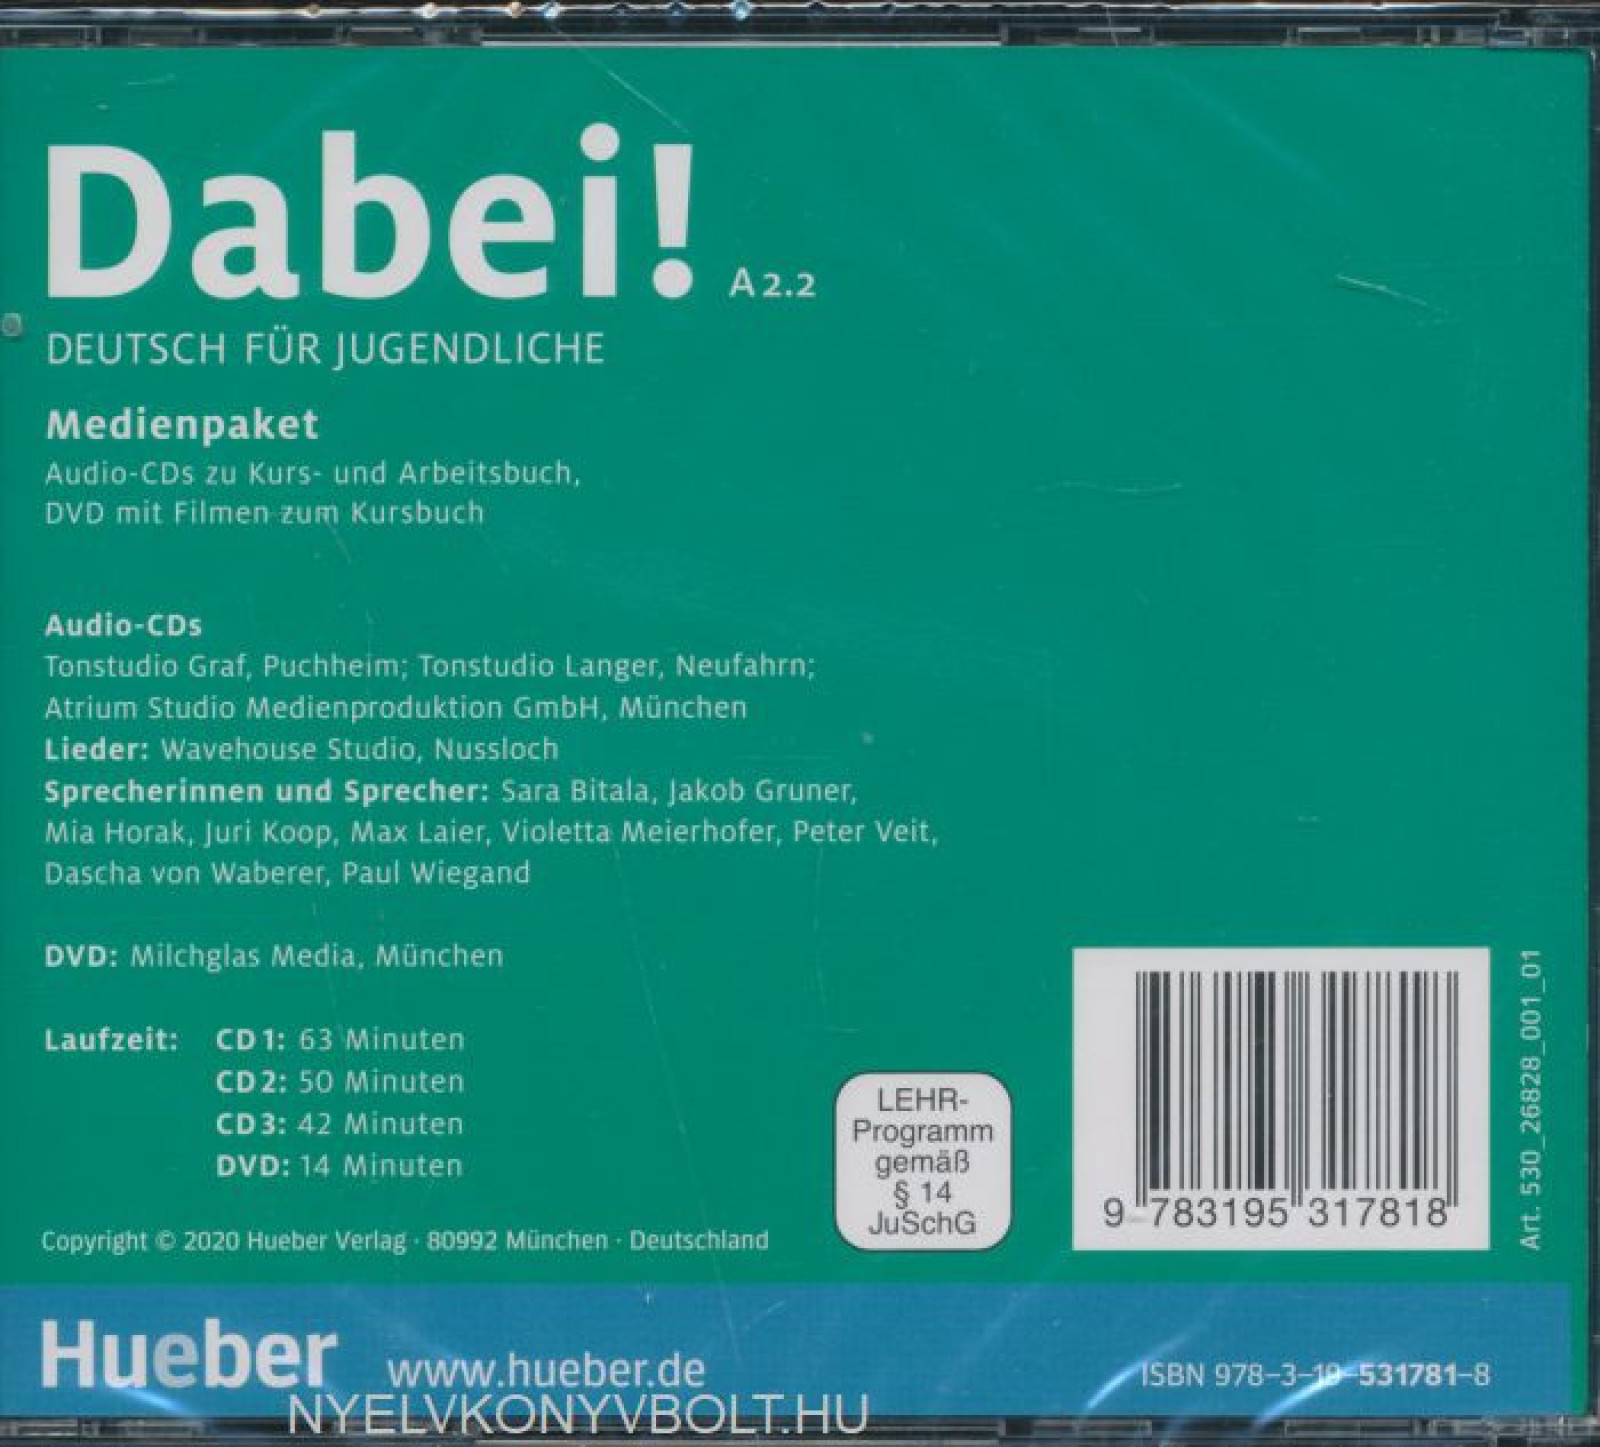 Dabei! A2.2
DEUTSCH FÜR JUGENDLICHE
Medienpaket
Audio-CDs zu Kurs- und Arbeitsbuch,
DVD mit Filmen zum Kursbuch
Audio-CDs
Tonstudio Graf, Puchheim; Tonstudio Langer, Neufahrn;
Atrium Studio Medienproduktion GmbH, München
Lieder: Wavehouse Studio, Nussloch
Sprecherinnen und Sprecher: Sara Bitala, Jakob Gruner,
Mia Horak, Juri Koop, Max Laier, Violetta Meierhofer, Peter Veit,
Dascha von Waberer, Paul Wiegand
DVD: Milchglas Media, München
Laufzeit: CD 1: 63 Minuten
CD 2: 50 Minuten
CD 3: 42 Minuten
DVD: 14 Minuten
Copyright © 2020 Hueber Verlag · 80992 München · Deutschland
LEHR-
Programm
gemäß
§ 14
JuSchG
9 783195 317818
Art. 530_26828_001_01
Hueber www.hueber.de
ISBN 978-3-19-531781-8
NYELVKONYVBOLT.HU